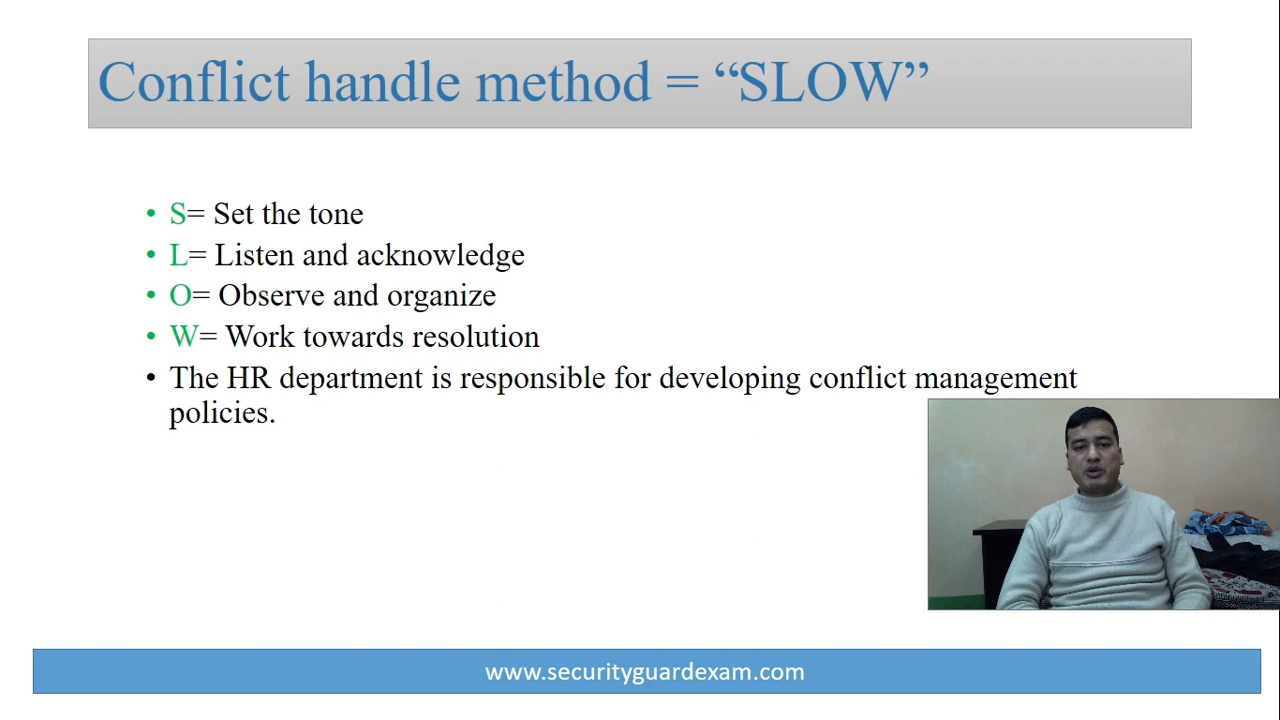 Conflict handle method = “SLOW”
• S= Set the tone
• L= Listen and acknowledge
• O= Observe and organize
• W= Work towards resolution
• The HR department is responsible for developing conflict management
policies.
www.securityguardexam.com